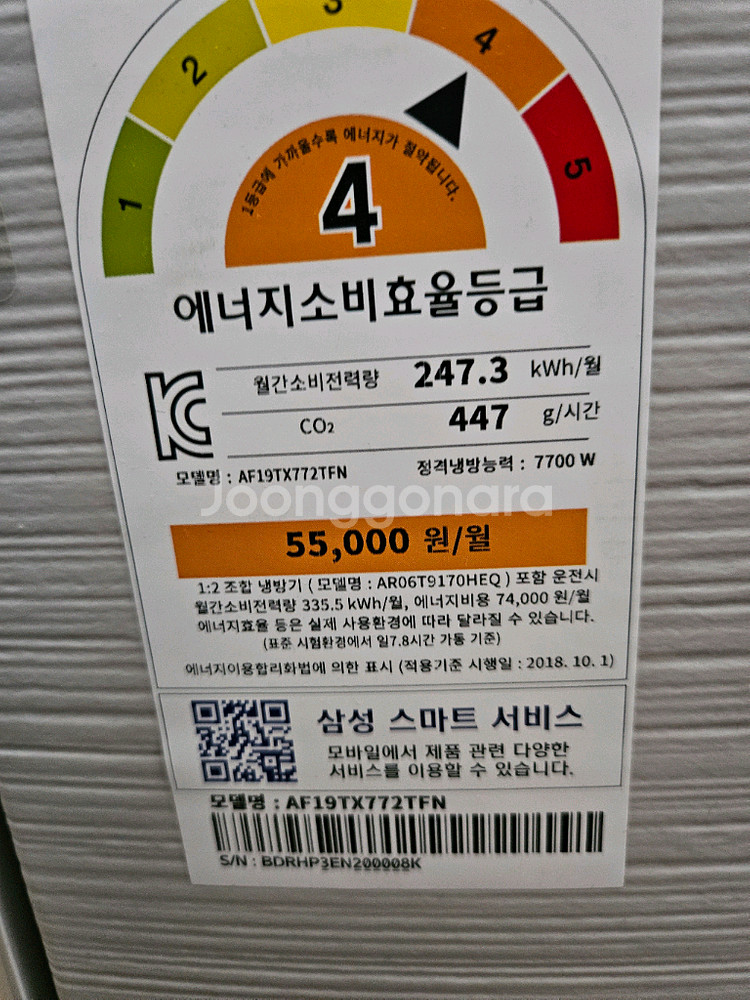 3
2
4
1
5
1등급에 가까울수록 에너지가 절약됩니다.
4
에너지소비효율등급
월간소비전력량 247.3 kWh/월
CO₂ 447 g/시간
모델명 : AF19TX772TFN 정격냉방능력 : 7700 W
Joonggonara
55,000 원/월
1:2 조합 냉방기 ( 모델명 : AR06T9170HEQ ) 포함 운전시
월간소비전력량 335.5 kWh/월, 에너지비용 74,000 원/월
에너지효율 등은 실제 사용환경에 따라 달라질 수 있습니다.
(표준 시험환경에서 일7.8시간 가동 기준)
에너지이용합리화법에 의한 표시 (적용기준 시행일 : 2018. 10. 1)
삼성 스마트 서비스
모바일에서 제품 관련 다양한
서비스를 이용할 수 있습니다.
모델명 : AF19TX772TFN
S/N : BDRHP3EN200008K